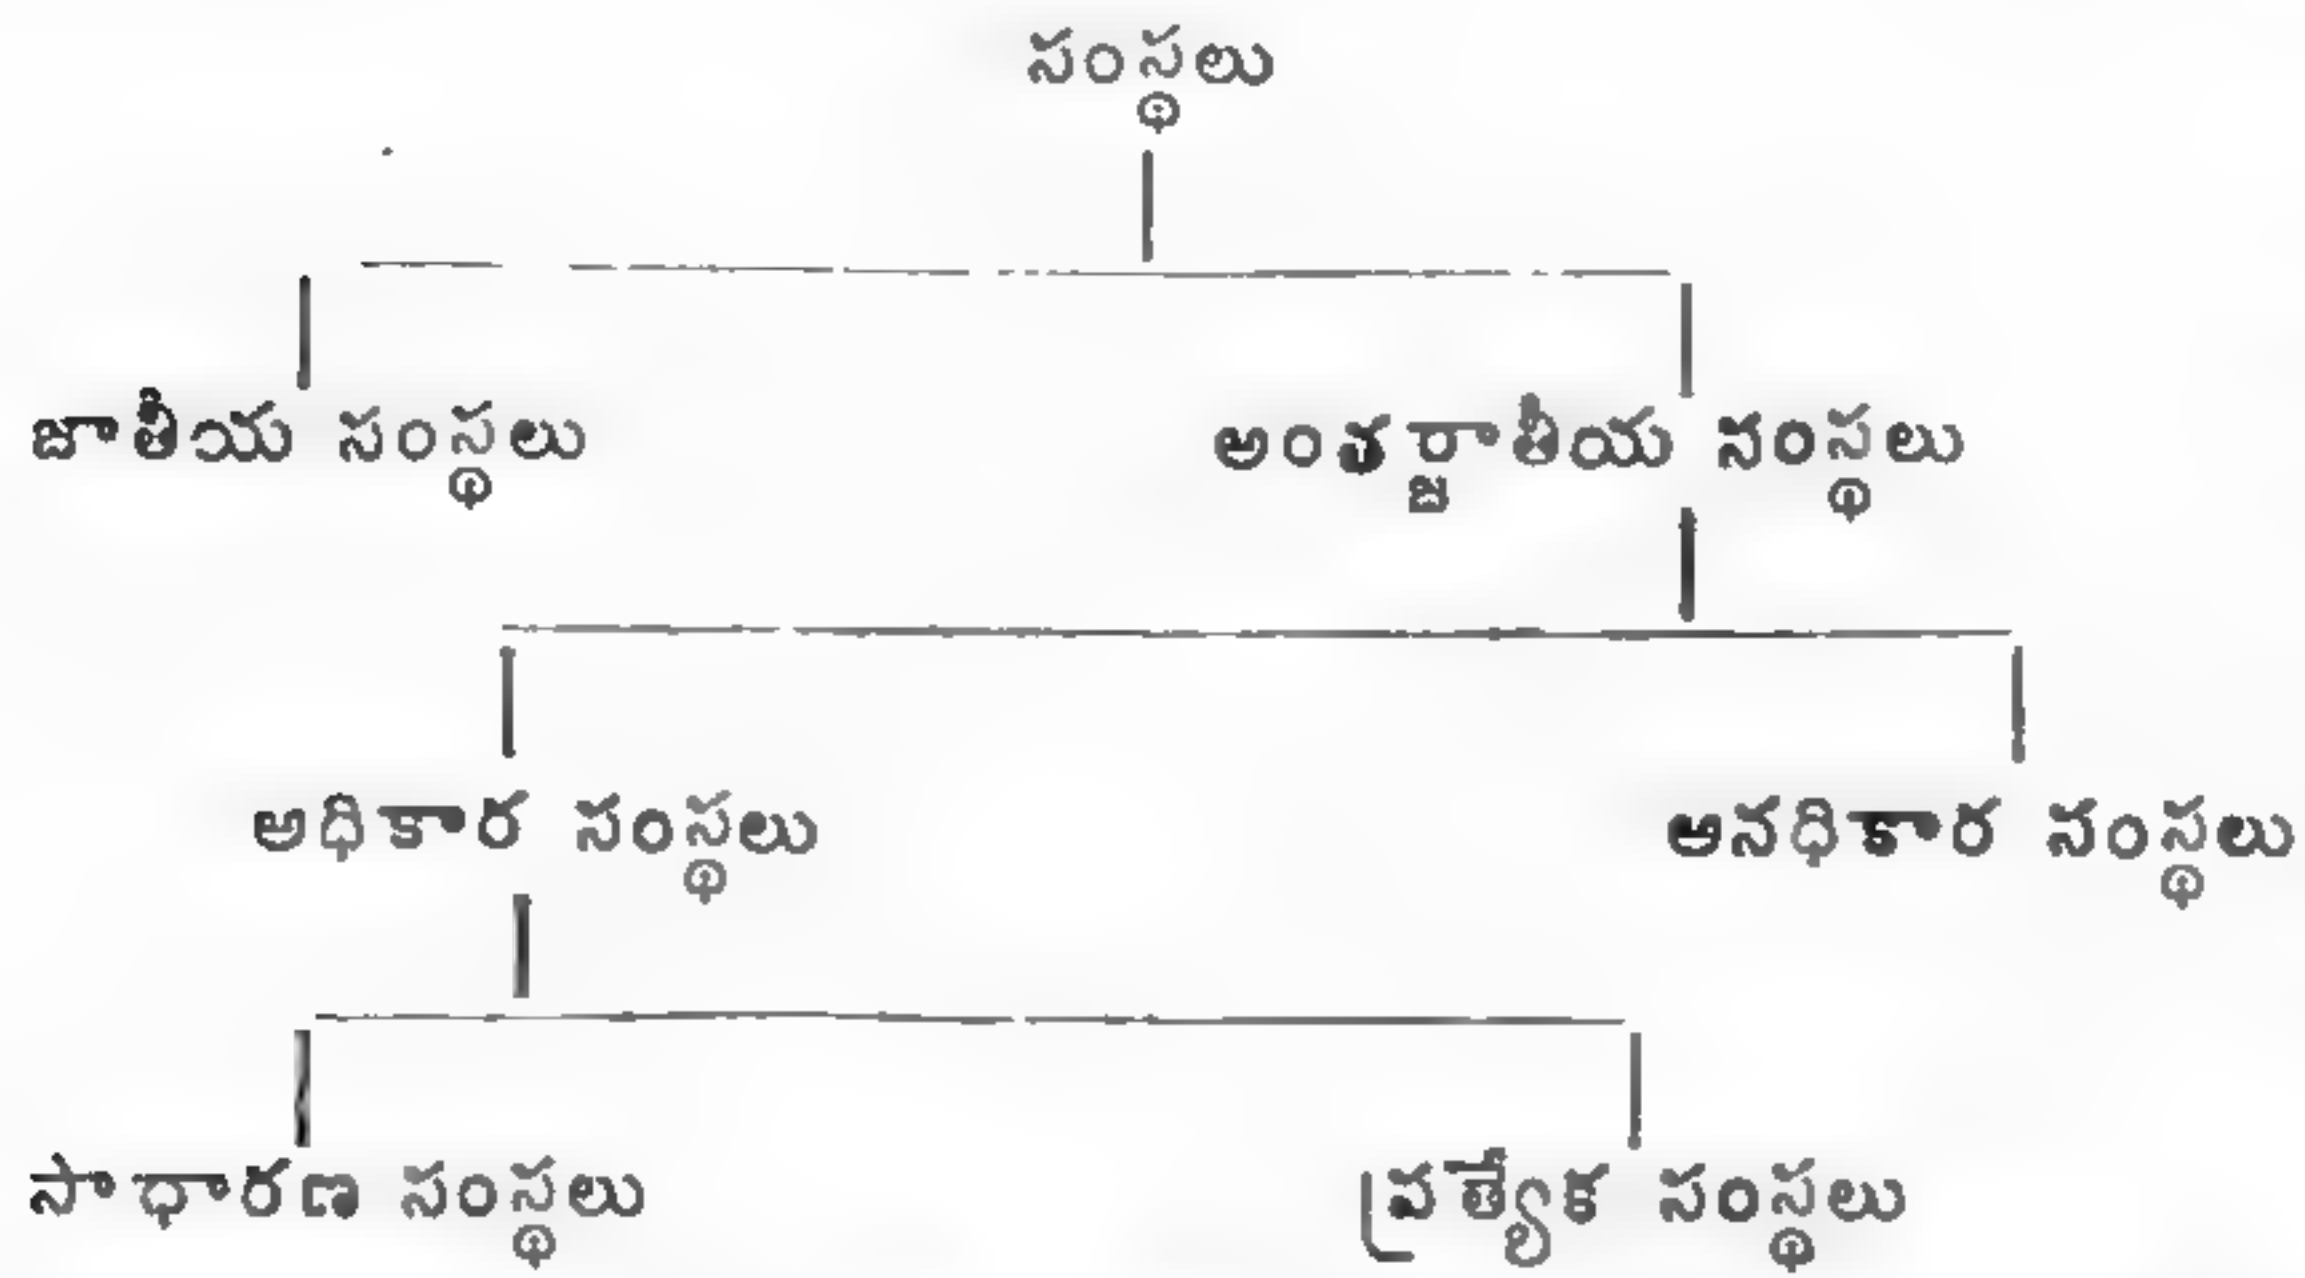 సంస్థలు
జాతీయ సంస్థలు అంతర్జాతీయ సంస్థలు
అధికార సంస్థలు అనధికార సంస్థలు
సాధారణ సంస్థలు ప్రత్యేక సంస్థలు